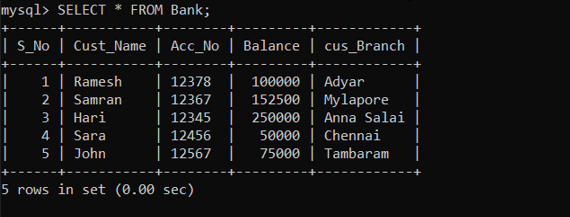 mysql> SELECT * FROM Bank;
+------+-----------+--------+---------+------------+
| S_No | Cust_Name | Acc_No | Balance | cus_Branch |
+------+-----------+--------+---------+------------+
|    1 | Ramesh    | 12378  |  100000 | Adyar      |
|    2 | Samran    | 12367  |  152500 | Mylapore   |
|    3 | Hari      | 12345  |  250000 | Anna Salai |
|    4 | Sara      | 12456  |   50000 | Chennai    |
|    5 | John      | 12567  |   75000 | Tambaram   |
+------+-----------+--------+---------+------------+
5 rows in set (0.00 sec)